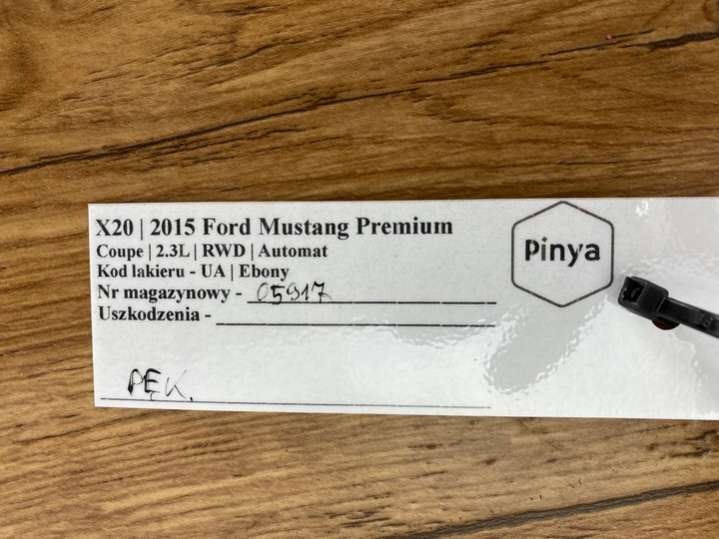 X20 | 2015 Ford Mustang Premium
Coupe | 2.3L | RWD | Automat
Kod lakieru - UA | Ebony
Nr magazynowy - 05917
Uszkodzenia -
PĘK.
Pinya